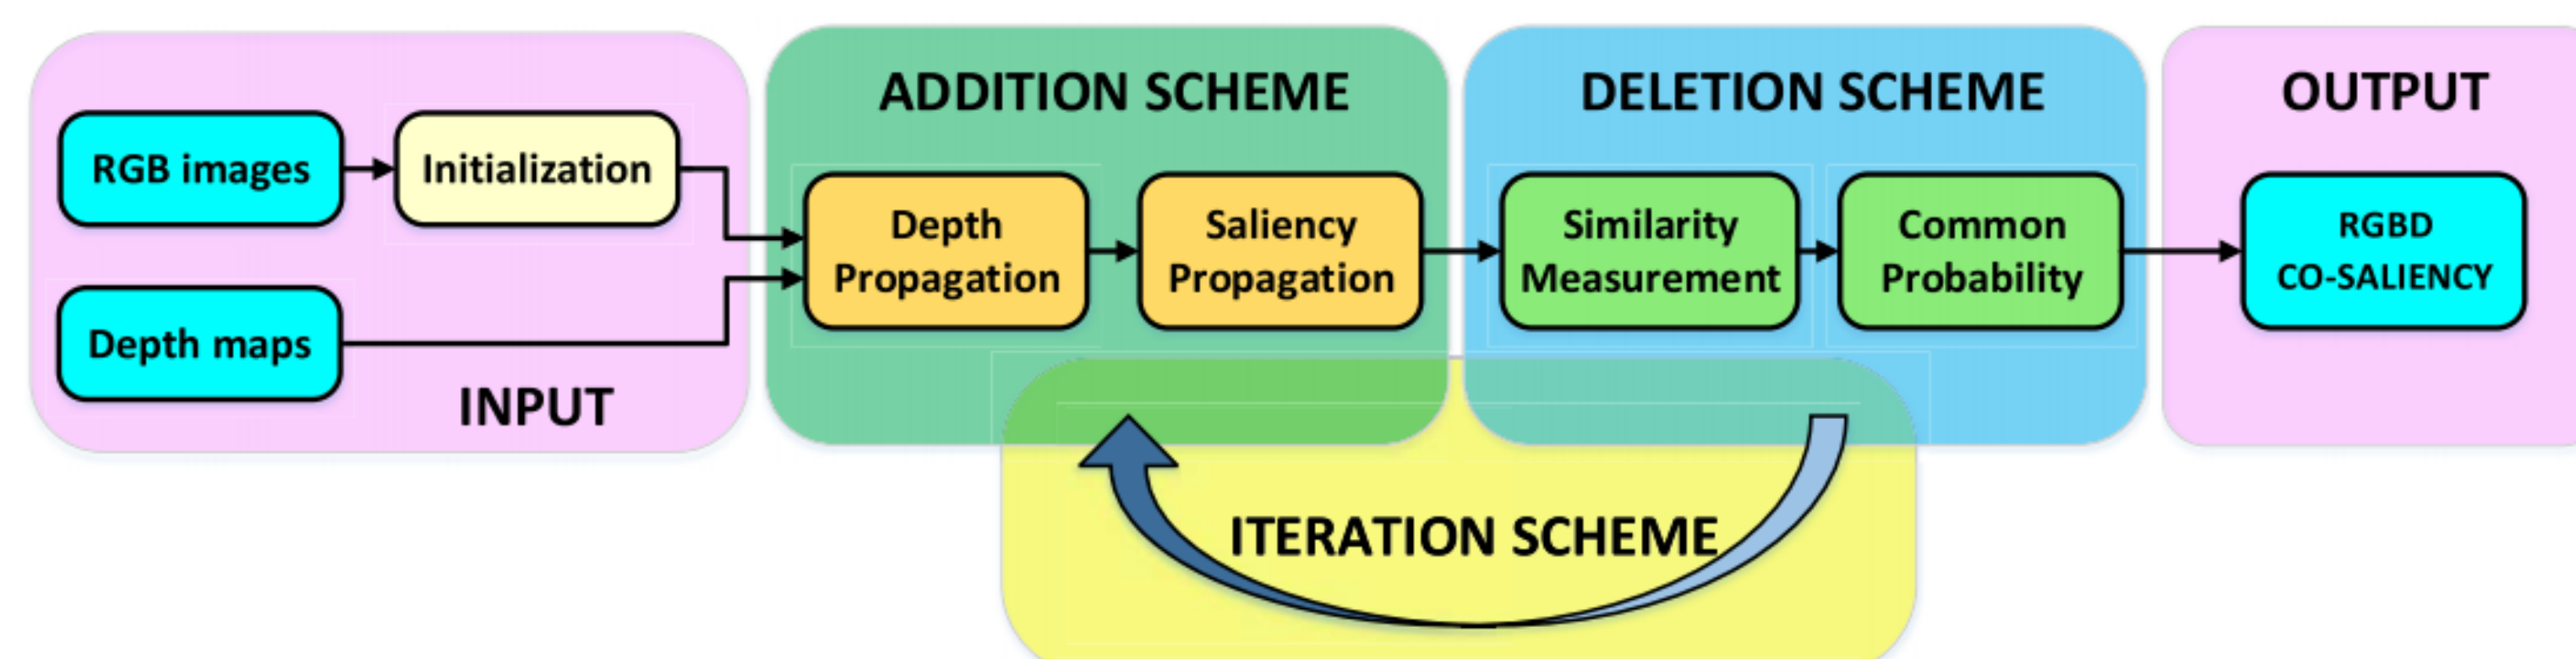 RGB images
Initialization
Depth maps
INPUT
ADDITION SCHEME
Depth
Propagation
Saliency
Propagation
DELETION SCHEME
Similarity
Measurement
Common
Probability
OUTPUT
RGBD
CO-SALIENCY
ITERATION SCHEME